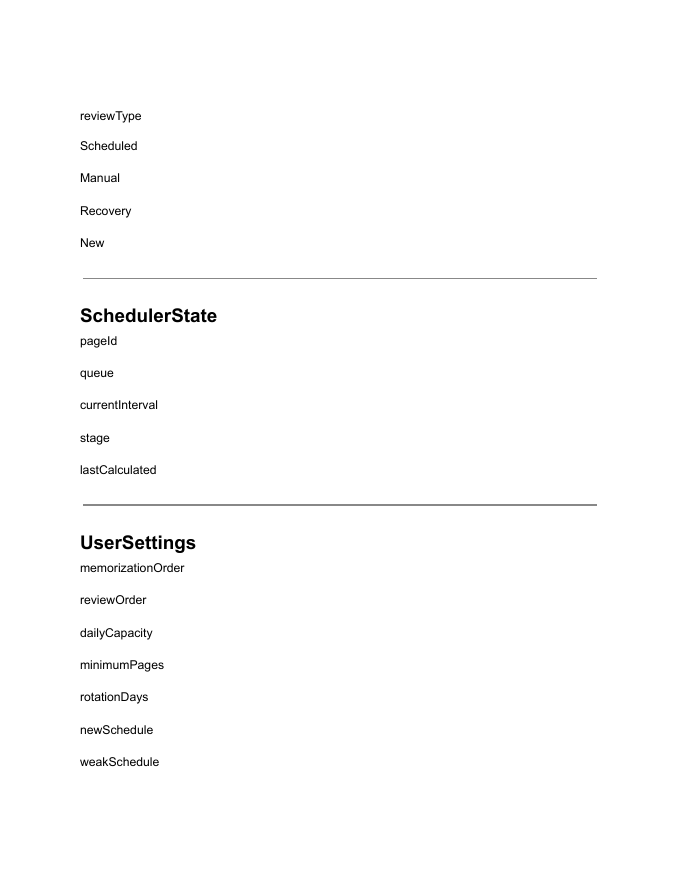 reviewType
Scheduled
Manual
Recovery
New
SchedulerState
pageId
queue
currentInterval
stage
lastCalculated
UserSettings
memorizationOrder
reviewOrder
dailyCapacity
minimumPages
rotationDays
newSchedule
weakSchedule